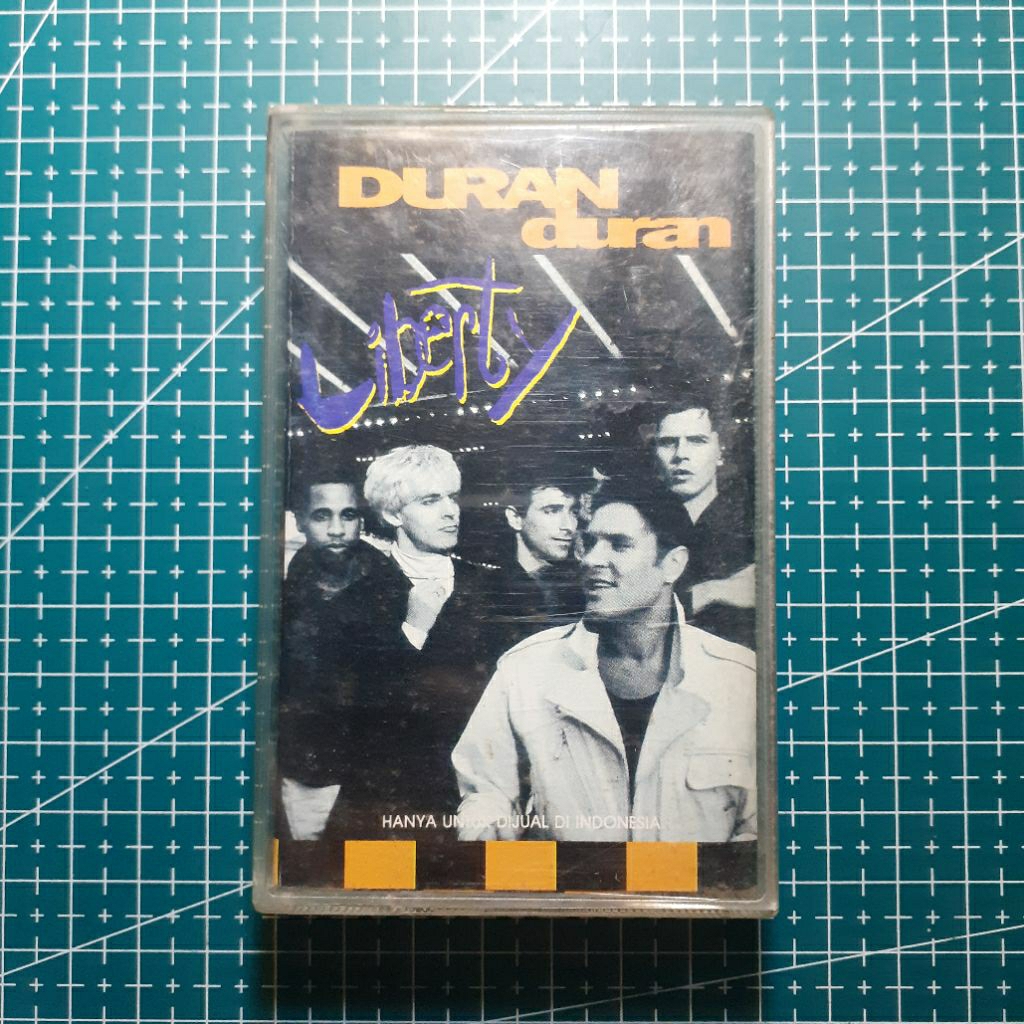 DURAN
duran
Liberty
HANYA UNTUK DIJUAL DI INDONESIA